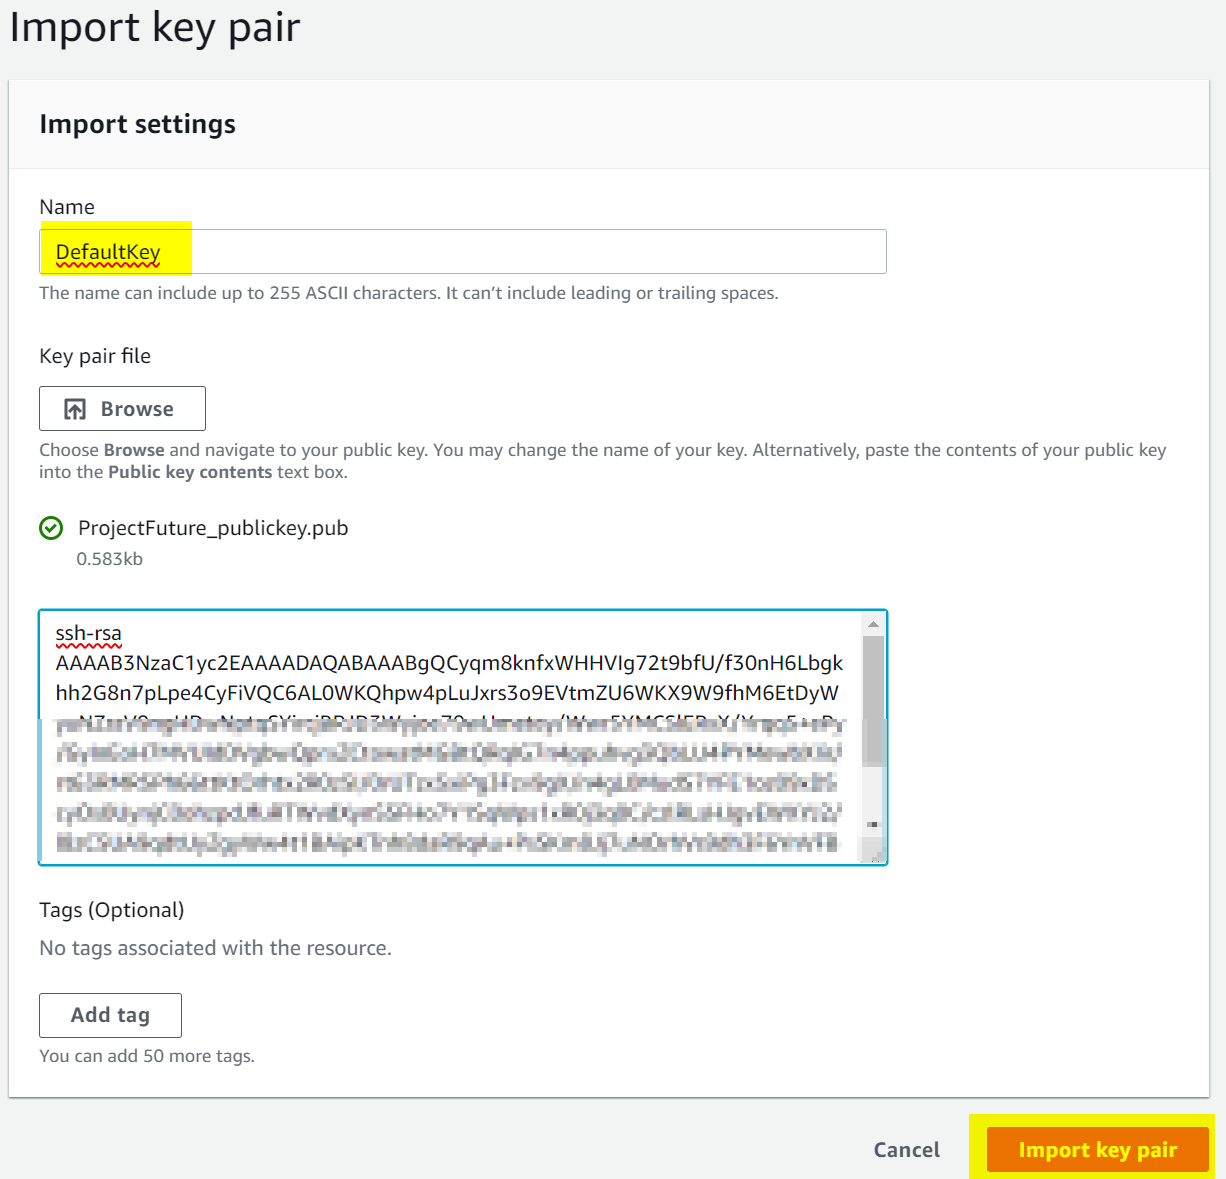 Import key pair
Import settings
Name
DefaultKey
The name can include up to 255 ASCII characters. It can't include leading or trailing spaces.
Key pair file
Browse
Choose Browse and navigate to your public key. You may change the name of your key. Alternatively, paste the contents of your public key
into the Public key contents text box.
ProjectFuture_publickey.pub
0.583kb
ssh-rsa
AAAAB3NzaC1yc2EAAAADAQABAAABgQCyqm8knfxWHHVIg72t9bfU/f30nH6Lbgk
hh2G8n7pLpe4CyFiVQC6AL0WKQhpw4pLuJxrs3o9EVtmZU6WKX9W9fhM6EtDyW
Tags (Optional)
No tags associated with the resource.
Add tag
You can add 50 more tags.
Cancel
Import key pair